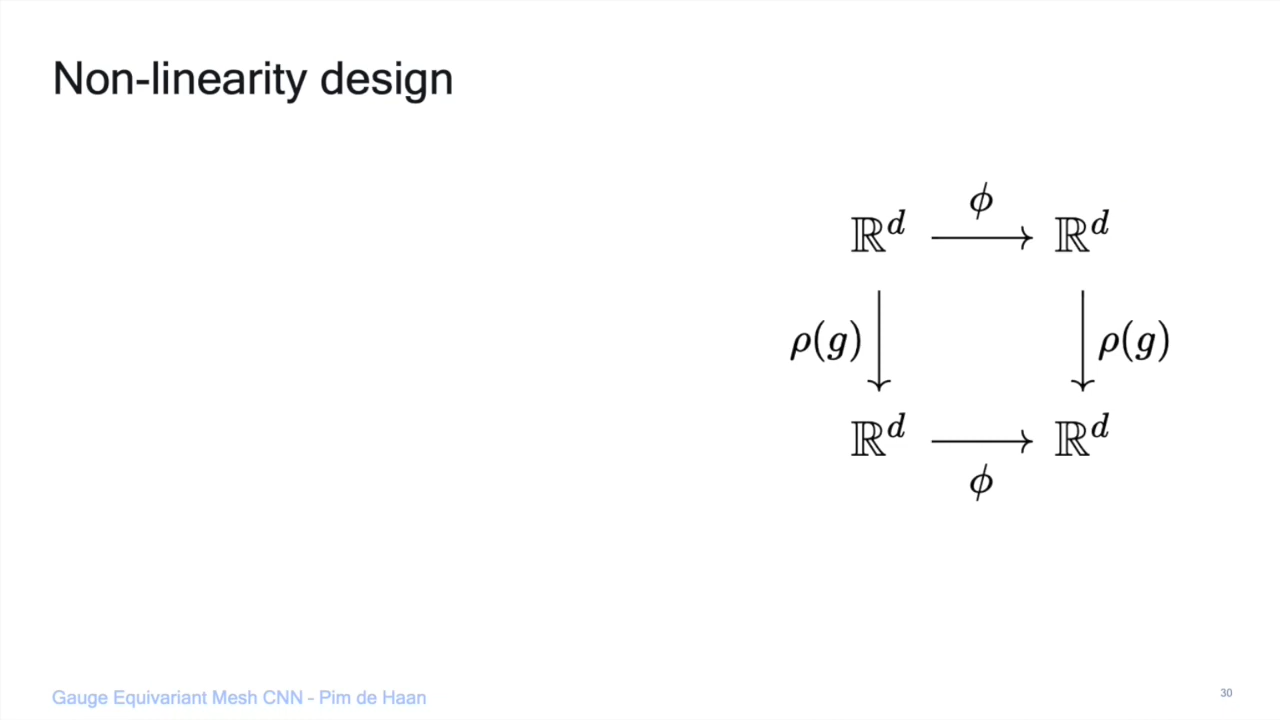 Non-linearity design
ϕ
ℝ^d ⟶ ℝ^d
ρ(g) ρ(g)
ℝ^d ⟶ ℝ^d
ϕ
Gauge Equivariant Mesh CNN - Pim de Haan
30